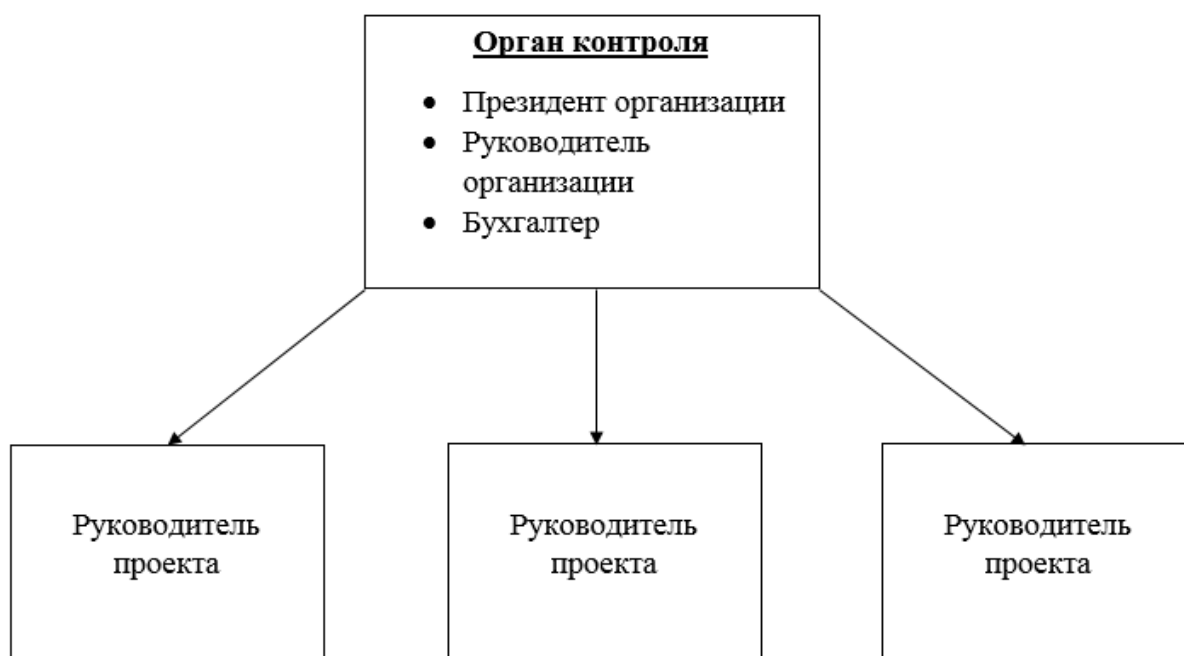 Орган контроля
• Президент организации
• Руководитель
организации
• Бухгалтер
Руководитель
проекта
Руководитель
проекта
Руководитель
проекта